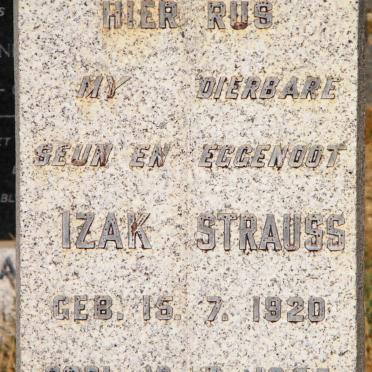 HIER RUS
MY DIERBARE
SEUN EN EGGENOOT
IZAK STRAUSS
GEB. 15. 7. 1920